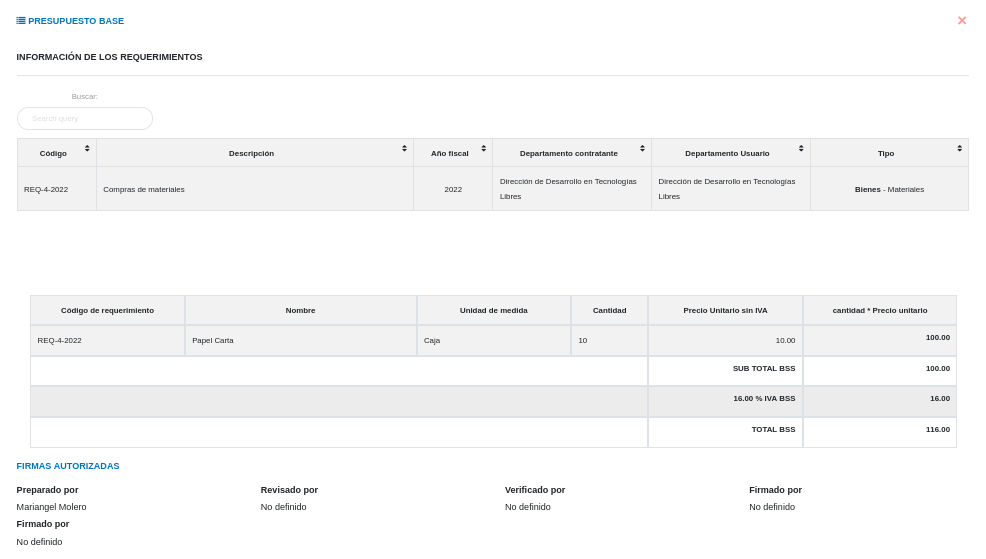 PRESUPUESTO BASE
×
INFORMACIÓN DE LOS REQUERIMIENTOS
Buscar:
Search query
Código Descripción Año fiscal Departamento contratante Departamento Usuario Tipo
REQ-4-2022 Compras de materiales 2022 Dirección de Desarrollo en Tecnologías Libres Dirección de Desarrollo en Tecnologías Libres Bienes - Materiales
Código de requerimiento Nombre Unidad de medida Cantidad Precio Unitario sin IVA cantidad * Precio unitario
REQ-4-2022 Papel Carta Caja 10 10.00 100.00
SUB TOTAL BSS 100.00
16.00 % IVA BSS 16.00
TOTAL BSS 116.00
FIRMAS AUTORIZADAS
Preparado por Revisado por Verificado por Firmado por
Mariangel Molero No definido No definido No definido
Firmado por
No definido